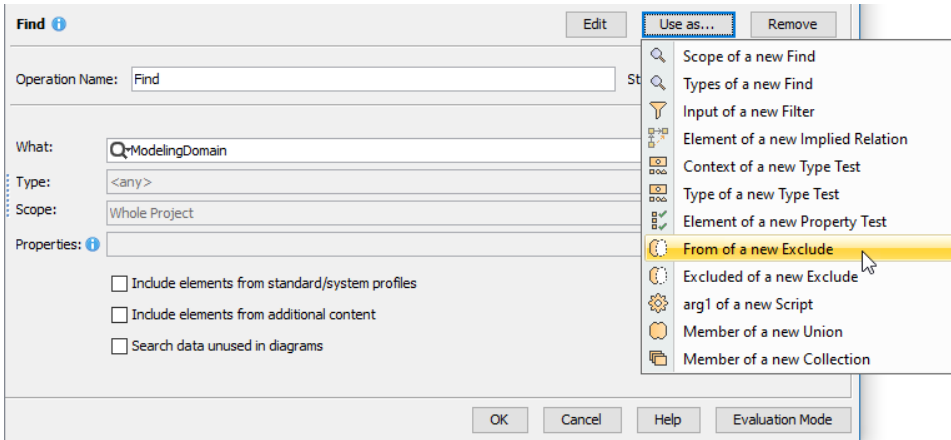 Find
Edit
Use as...
Remove
Operation Name:
Find
St
Scope of a new Find
Types of a new Find
Input of a new Filter
Element of a new Implied Relation
Context of a new Type Test
Type of a new Type Test
Element of a new Property Test
From of a new Exclude
Excluded of a new Exclude
arg1 of a new Script
Member of a new Union
Member of a new Collection
What:
ModelingDomain
Type:
<any>
Scope:
Whole Project
Properties:
Include elements from standard/system profiles
Include elements from additional content
Search data unused in diagrams
OK
Cancel
Help
Evaluation Mode